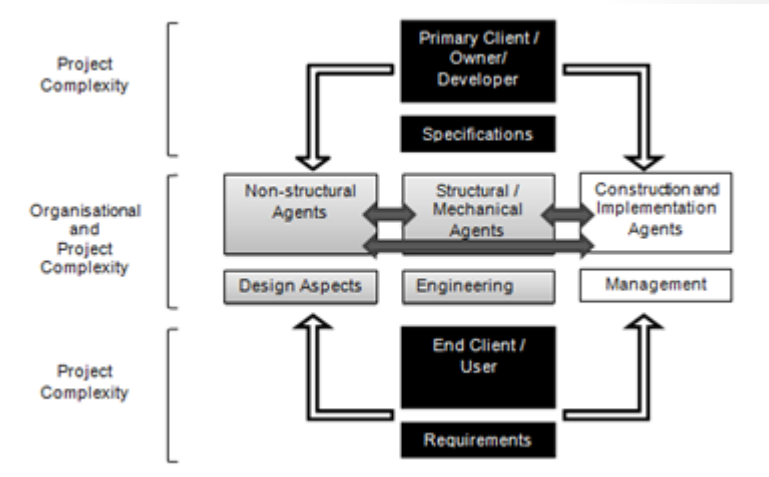 Project
Complexity
Primary Client /
Owner/
Developer
Specifications
Organisational
and
Project
Complexity
Non-structural
Agents
Structural /
Mechanical
Agents
Construction and
Implementation
Agents
Design Aspects
Engineering
Management
Project
Complexity
End Client /
User
Requirements